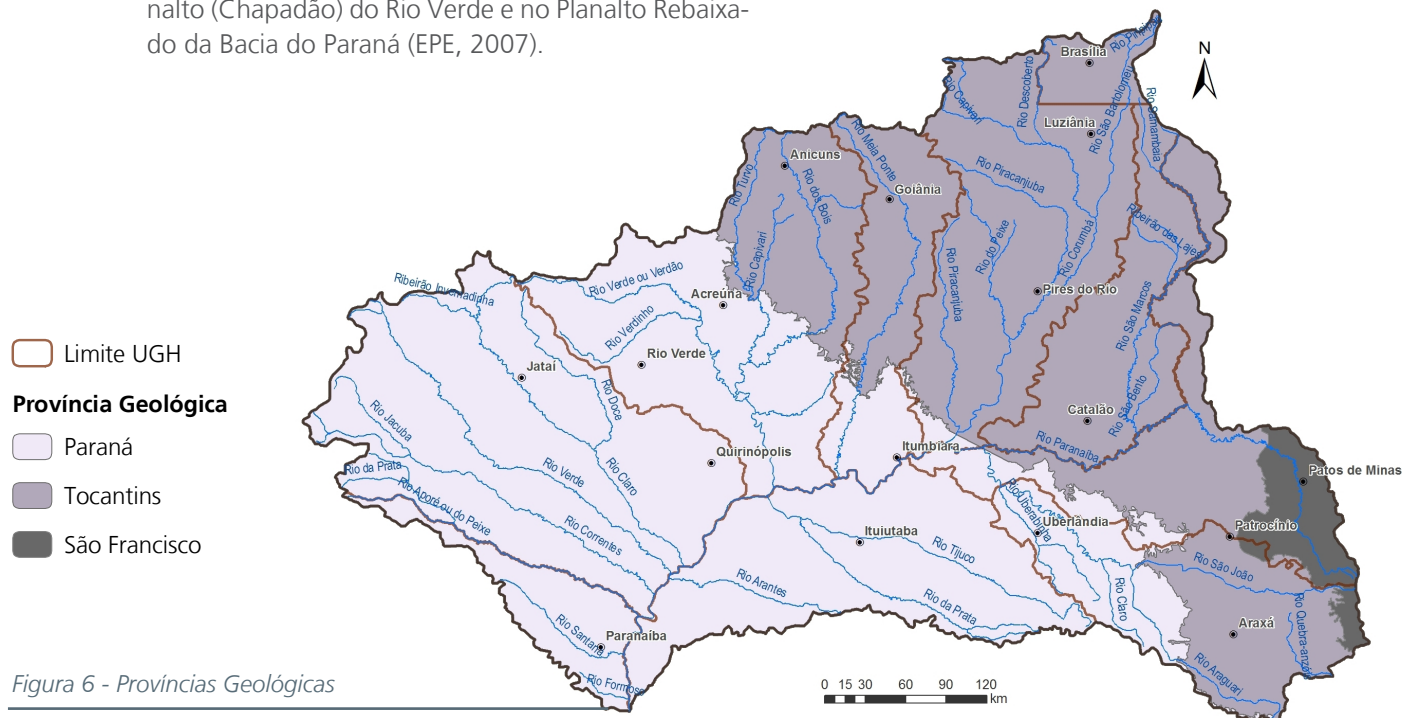 nalto (Chapadão) do Rio Verde e no Planalto Rebaixa-
do da Bacia do Paraná (EPE, 2007).
N
Brasília
Rio Descoberto
Rio São Bartolomeu
Rio Capivari
Luziânia
Rio Samambaia
Rio Meia Ponte
Anicuns
Rio Turvo
Rio dos Bois
Goiânia
Rio Piracanjuba
Ribeirão das Lajes
Rio do Peixe
Rio Corumbá
Rio Capivari
Rio Piracanjuba
Pires do Rio
Rio São Marcos
Rio Verde ou Verdão
Ribeirão Invernadinha
Acreúna
Rio Verdinho
Rio Verde
Jataí
Rio Doce
Rio São Bento
Catalão
Rio Jacuba
Rio Paranaíba
Itumbiara
Quirinópolis
Rio da Prata
Rio Verde
Rio Claro
Patos de Minas
Rio Aporé ou do Peixe
Rio Correntes
Rio Uberabinha
Uberlândia
Patrocínio
Ituiutaba
Rio Tijuco
Rio São João
Rio Arantes
Rio da Prata
Rio Claro
Rio Quebra-anzol
Araxá
Rio Santana
Paranaíba
Rio Araguari
Rio Formoso
Limite UGH
Província Geológica
Paraná
Tocantins
São Francisco
0 15 30 60 90 120
km
Figura 6 - Províncias Geológicas